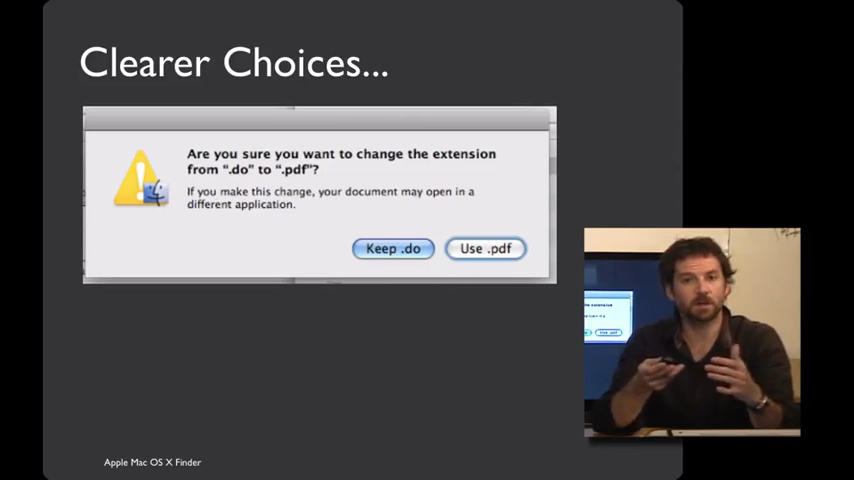 Clearer Choices...
Are you sure you want to change the extension
from “.do” to “.pdf”?
If you make this change, your document may open in a
different application.
Keep .do
Use .pdf
Apple Mac OS X Finder